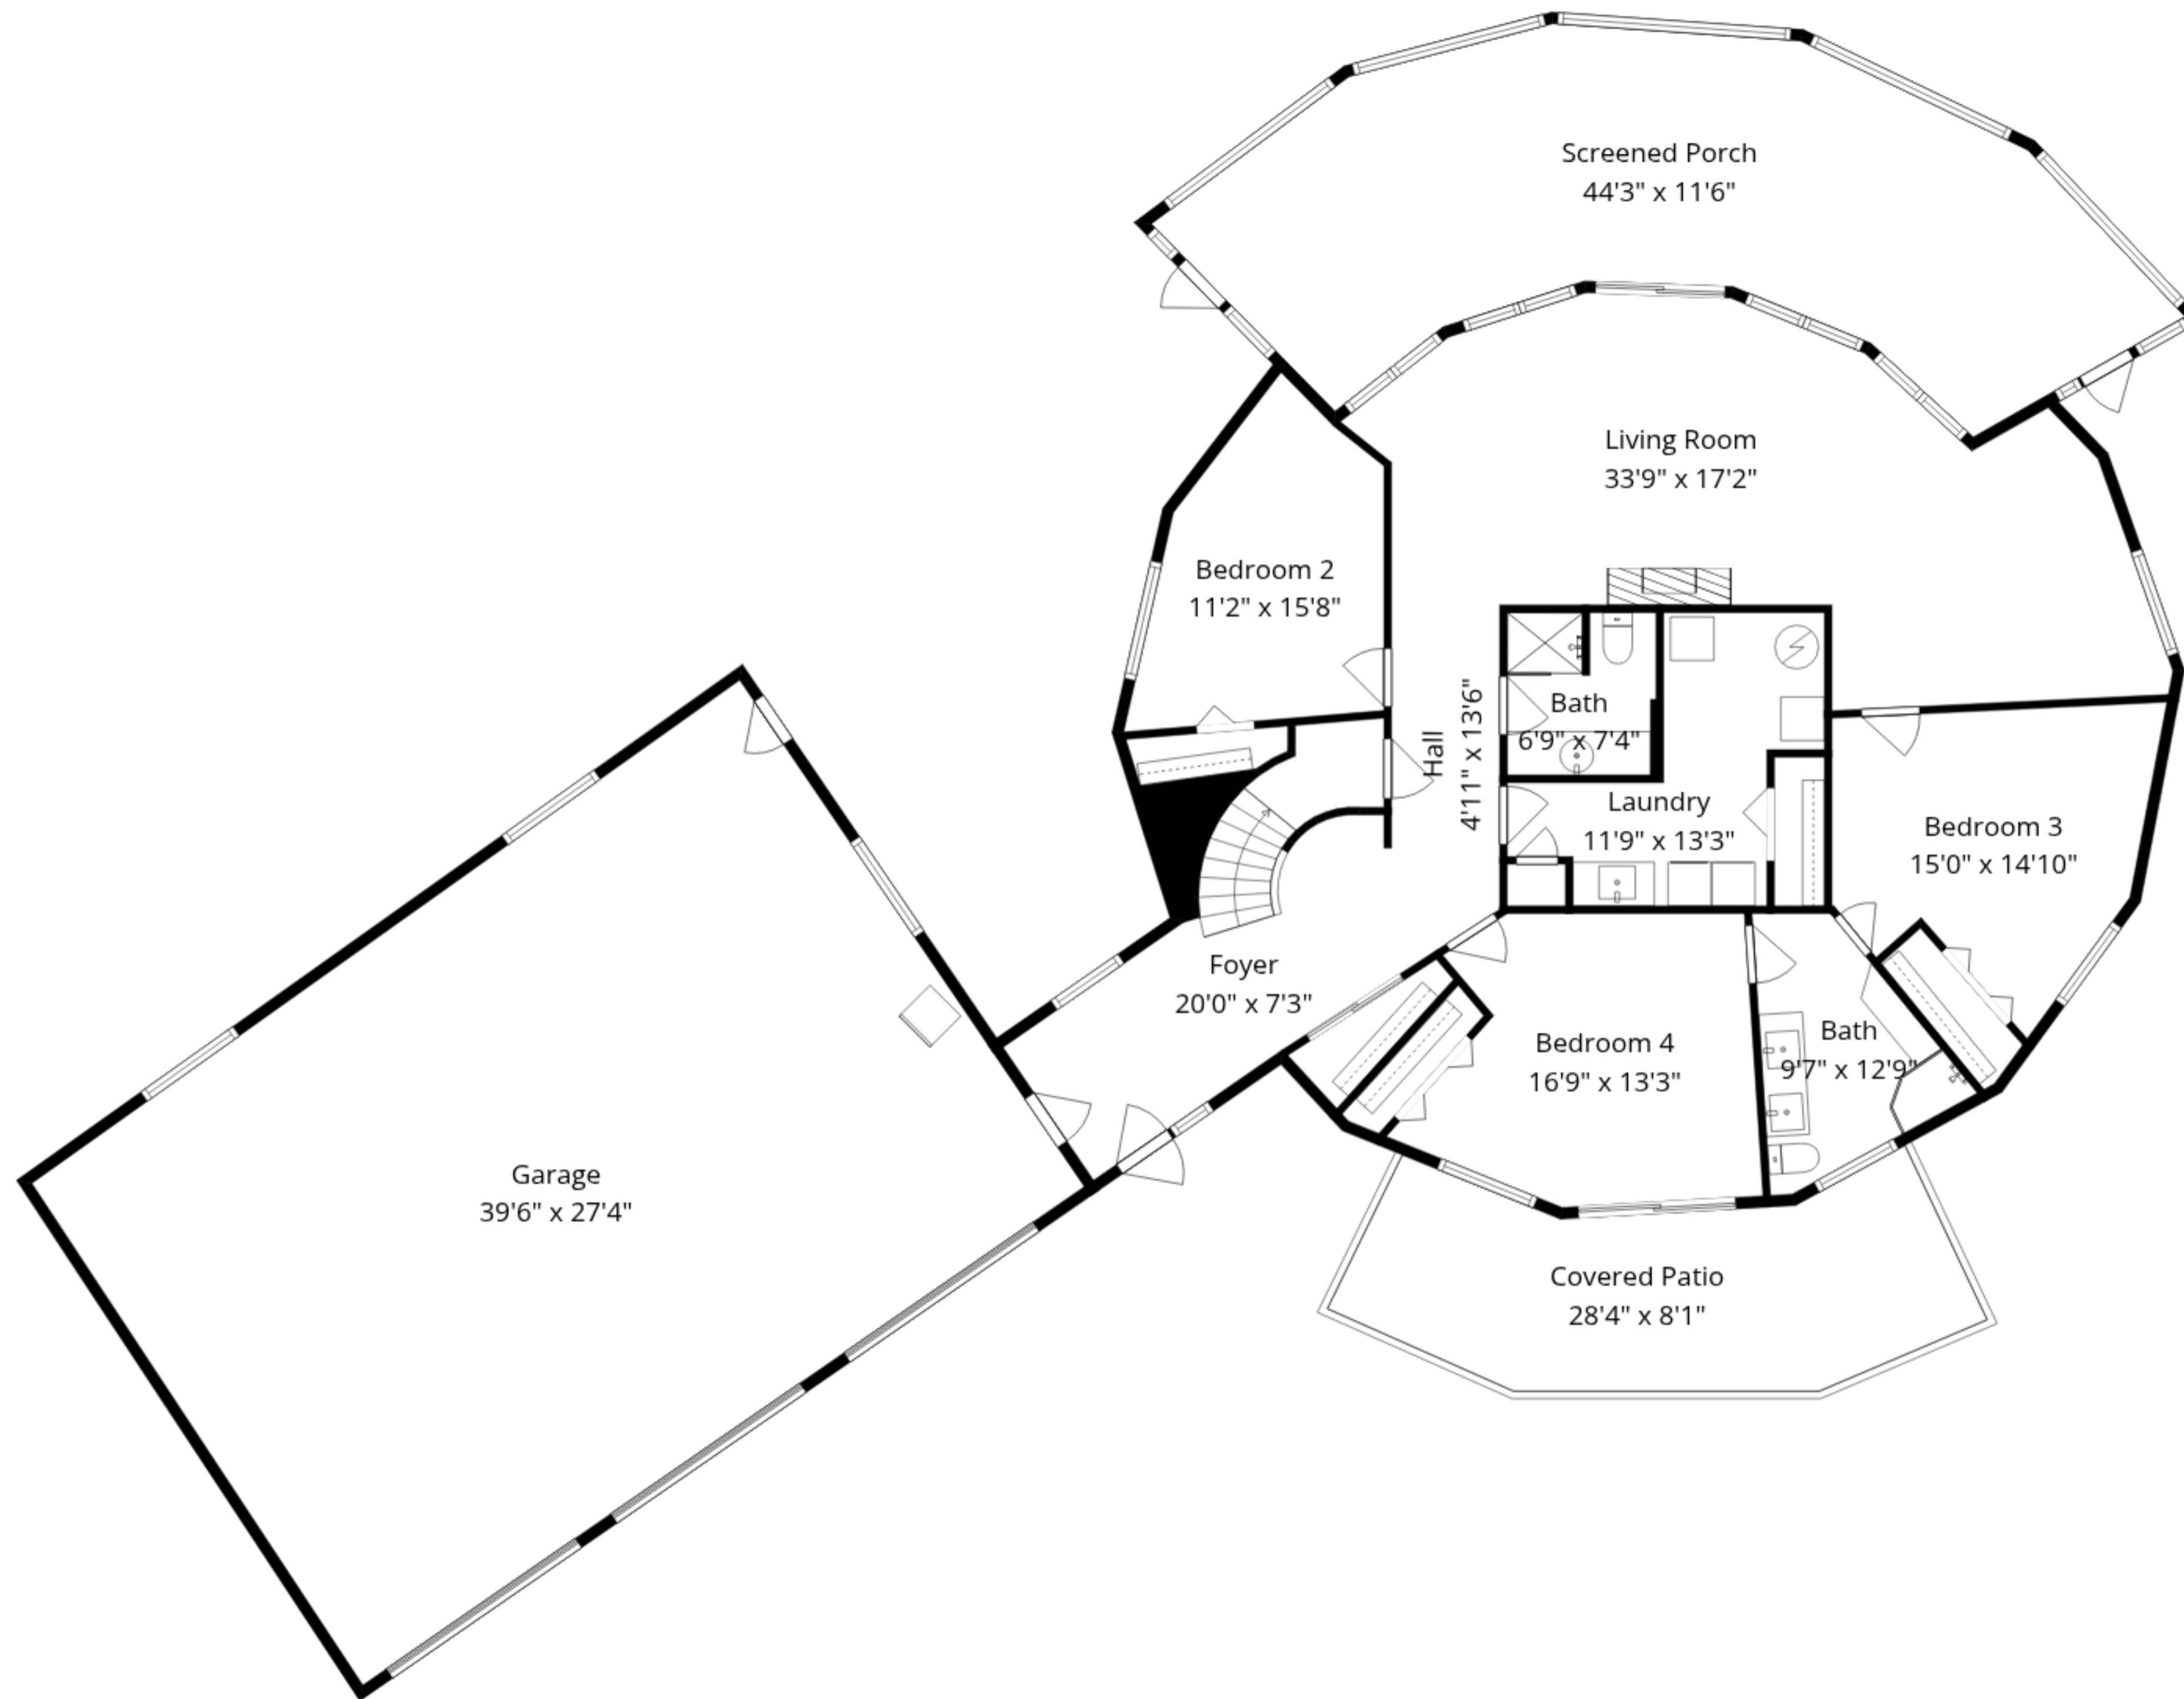 Screened Porch
44'3" x 11'6"
Living Room
33'9" x 17'2"
Bedroom 2
11'2" x 15'8"
Hall
4'11" x 13'6"
Bath
6'9" x 7'4"
Laundry
11'9" x 13'3"
Bedroom 3
15'0" x 14'10"
Foyer
20'0" x 7'3"
Bedroom 4
16'9" x 13'3"
Bath
9'7" x 12'9"
Garage
39'6" x 27'4"
Covered Patio
28'4" x 8'1"